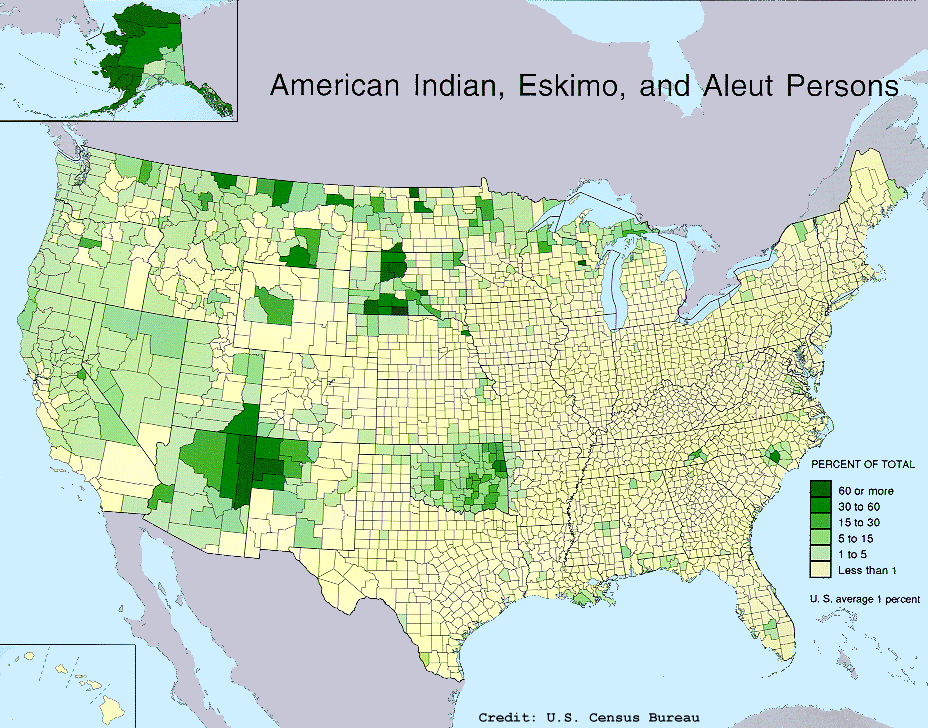 American Indian, Eskimo, and Aleut Persons
PERCENT OF TOTAL
60 or more
30 to 60
15 to 30
5 to 15
1 to 5
Less than 1
U. S. average 1 percent
Credit: U.S. Census Bureau